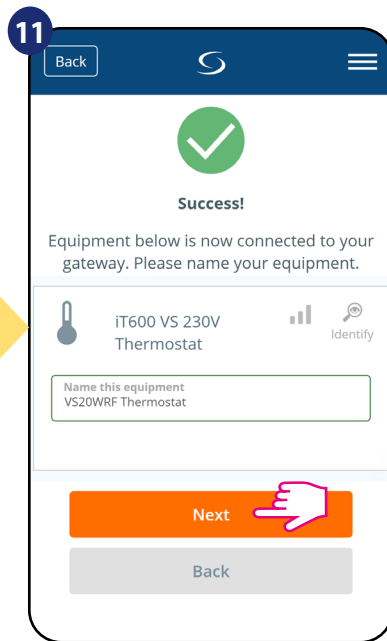 11
Back
Success!
Equipment below is now connected to your
gateway. Please name your equipment.
iT600 VS 230V
Thermostat
Identify
Name this equipment
VS20WRF Thermostat
Next
Back